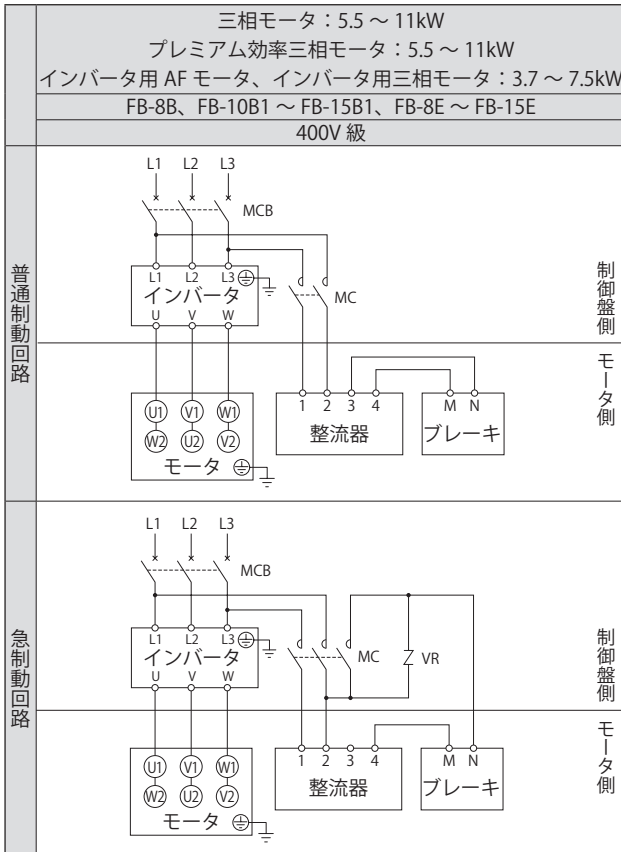 三相モータ：5.5 ～ 11kW
プレミアム効率三相モータ：5.5 ～ 11kW
インバータ用 AF モータ、インバータ用三相モータ：3.7 ～ 7.5kW
FB-8B、FB-10B1 ～ FB-15B1、FB-8E ～ FB-15E
400V 級
普通制動回路
L1 L2 L3
MCB
L1 L2 L3
インバータ
U V W
MC
制御盤側
モータ側
U1 V1 W1
W2 U2 V2
モータ
1 2 3 4
整流器
M N
ブレーキ
急制動回路
L1 L2 L3
MCB
L1 L2 L3
インバータ
U V W
MC
VR
制御盤側
モータ側
U1 V1 W1
W2 U2 V2
モータ
1 2 3 4
整流器
M N
ブレーキ